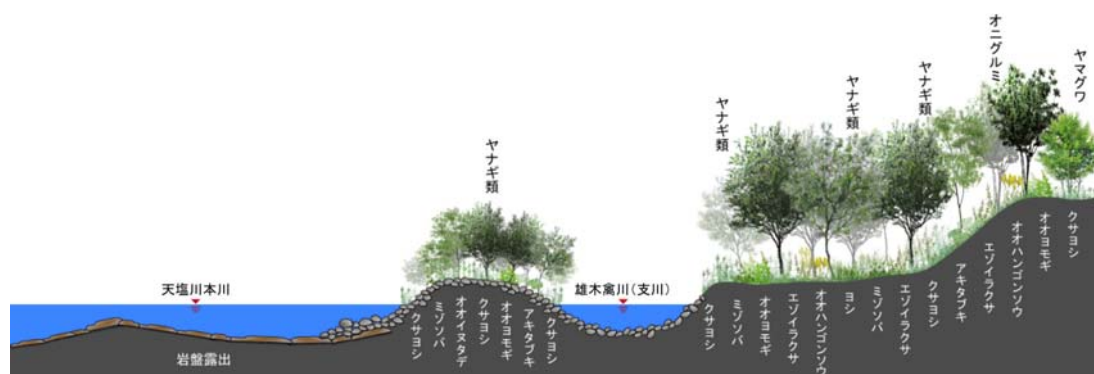 オニグルミ
ヤマグワ
ヤナギ類
ヤナギ類
ヤナギ類
ヤナギ類
天塩川本川
雄木禽川(支川)
岩盤露出
クサヨシ
ミゾソバ
オオイヌタデ
クサヨシ
オオヨモギ
アキタブキ
クサヨシ
クサヨシ
ミゾソバ
オオヨモギ
エゾイラクサ
オオハンゴンソウ
ヨシ
ミゾソバ
エゾイラクサ
クサヨシ
アキタブキ
エゾイラクサ
オオハンゴンソウ
オオヨモギ
クサヨシ